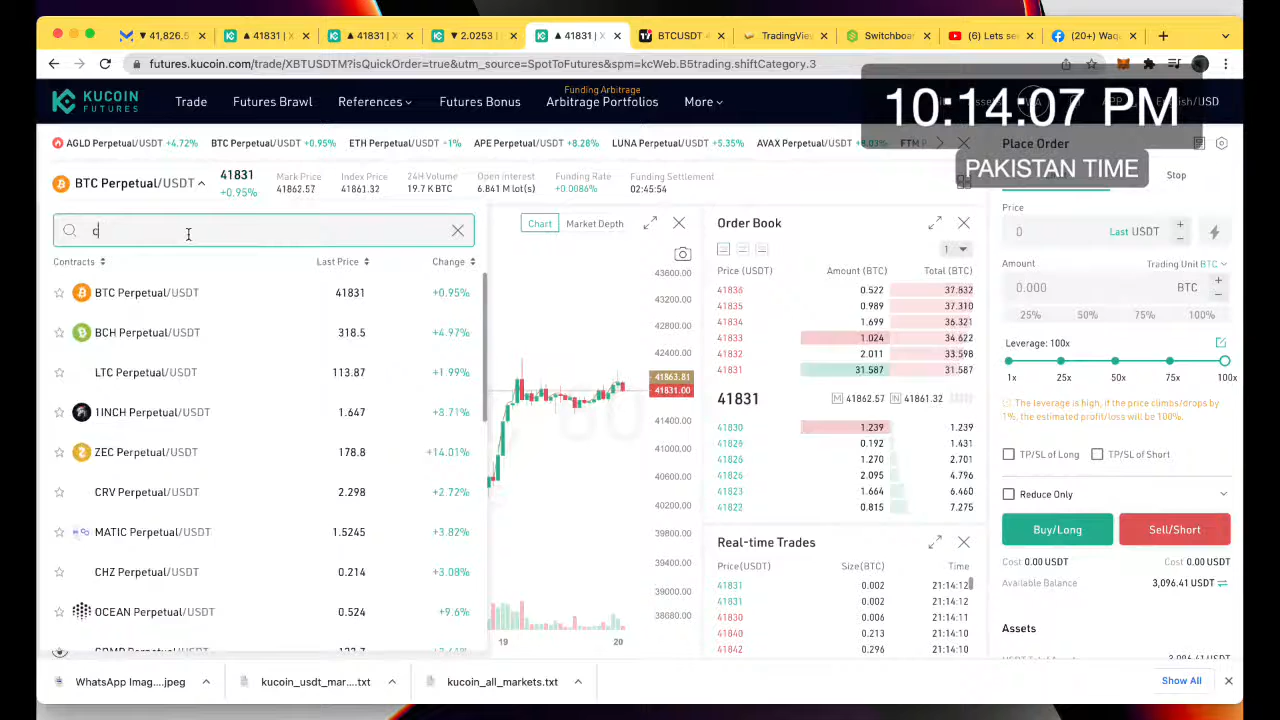 ▼ 41,826.5
▼ 41831 | X
▼ 41831 | X
▼ 2.0253 |
▲ 41831 | X
BTCUSDT 4
TradingView
Switchboar
(6) Lets se
(20+) Waqa
futures.kucoin.com/trade/XBTUSDTM?isQuickOrder=true&utm_source=SpotToFutures&spm=kcWeb.B5trading.shiftCategory.3
KUCOIN
FUTURES
Trade
Futures Brawl
References
Futures Bonus
Funding Arbitrage
Arbitrage Portfolios
More
English/USD
10:14.07 PM
PAKISTAN TIME
AGLD Perpetual/USDT +4.72%
BTC Perpetual/USDT +0.95%
ETH Perpetual/USDT -1%
APE Perpetual/USDT +8.28%
LUNA Perpetual/USDT +5.35%
AVAX Perpetual/USDT +8.03%
FTM P
Place Order
BTC Perpetual/USDT
41831
+0.95%
Mark Price
41862.57
Index Price
41861.32
24H Volume
19.7 K BTC
Open Interest
6.841 M lot(s)
Funding Rate
+0.0086%
Funding Settlement
02:45:54
Stop
c
Contracts
Last Price
Change
BTC Perpetual/USDT 41831 +0.95%
BCH Perpetual/USDT 318.5 +4.97%
LTC Perpetual/USDT 113.87 +1.99%
1INCH Perpetual/USDT 1.647 +3.71%
ZEC Perpetual/USDT 178.8 +14.01%
CRV Perpetual/USDT 2.298 +2.72%
MATIC Perpetual/USDT 1.5245 +3.82%
CHZ Perpetual/USDT 0.214 +3.08%
OCEAN Perpetual/USDT 0.524 +9.6%
Chart
Market Depth
43600.00
43200.00
42800.00
42400.00
41863.81
41831.00
41400.00
41000.00
40600.00
40200.00
39800.00
39400.00
39000.00
38680.00
19
20
Order Book
1
Price (USDT) Amount (BTC) Total (BTC)
41836 0.522 37.832
41835 0.989 37.310
41834 1.699 36.321
41833 1.024 34.622
41832 2.011 33.598
41831 31.587 31.587
41831
M 41862.57
IN 41861.32
41830 1.239 1.239
41829 0.192 1.431
41826 1.270 2.701
41826 2.095 4.796
41823 1.664 6.460
41822 0.815 7.275
Real-time Trades
Price(USDT) Size(BTC) Time
41831 0.002 21:14:12
41831 0.002 21:14:12
41830 0.006 21:14:11
41840 0.213 21:14:10
41842 0.296 21:14:10
Price
0 Last USDT
Amount
Trading Unit BTC
0.000 BTC
25% 50% 75% 100%
Leverage: 100x
1x 25x 50x 75x 100x
The leverage is high, if the price climbs/drops by
1%, the estimated profit/loss will be 100%.
TP/SL of Long
TP/SL of Short
Reduce Only
Buy/Long
Sell/Short
Cost 0.00 USDT
Cost 0.00 USDT
Available Balance
3,096.41 USDT
Assets
WhatsApp Imag....jpeg
kucoin_usdt_mar....txt
kucoin_all_markets.txt
Show All